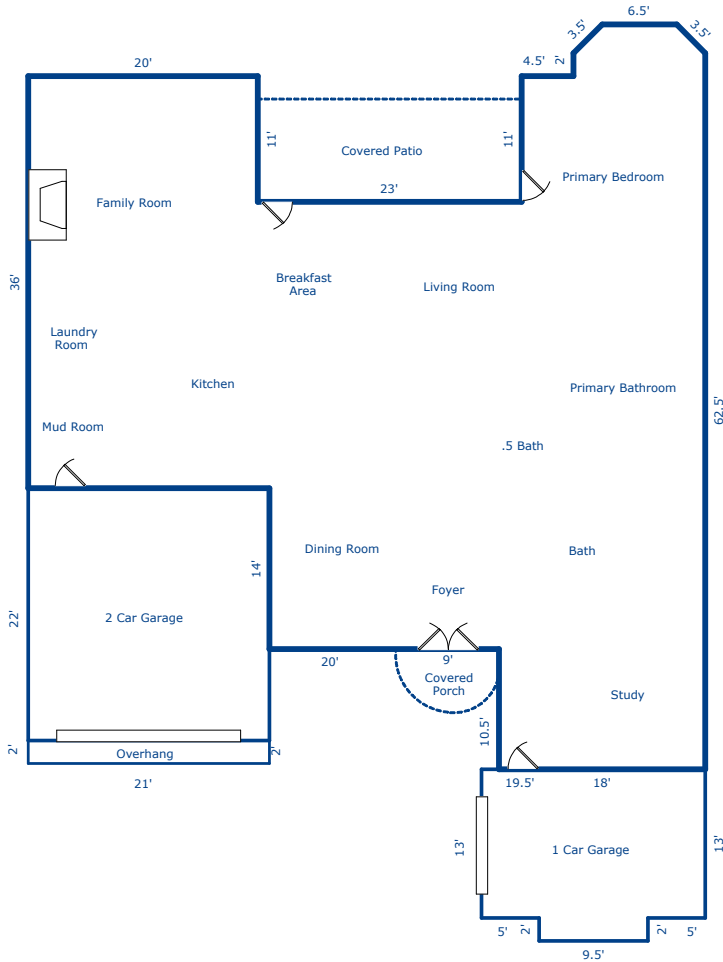 6.5'
3.5'
3.5'
20'
4.5'
2'
11'
Covered Patio
11'
Primary Bedroom
23'
Family Room
36'
Breakfast
Area
Living Room
Laundry
Room
Kitchen
Primary Bathroom
62.5'
Mud Room
.5 Bath
Dining Room
Bath
14'
Foyer
22'
2 Car Garage
20'
9'
Covered
Porch
Study
10.5'
2'
Overhang
2'
21'
19.5'
18'
13'
1 Car Garage
13'
5'
2'
2'
5'
9.5'